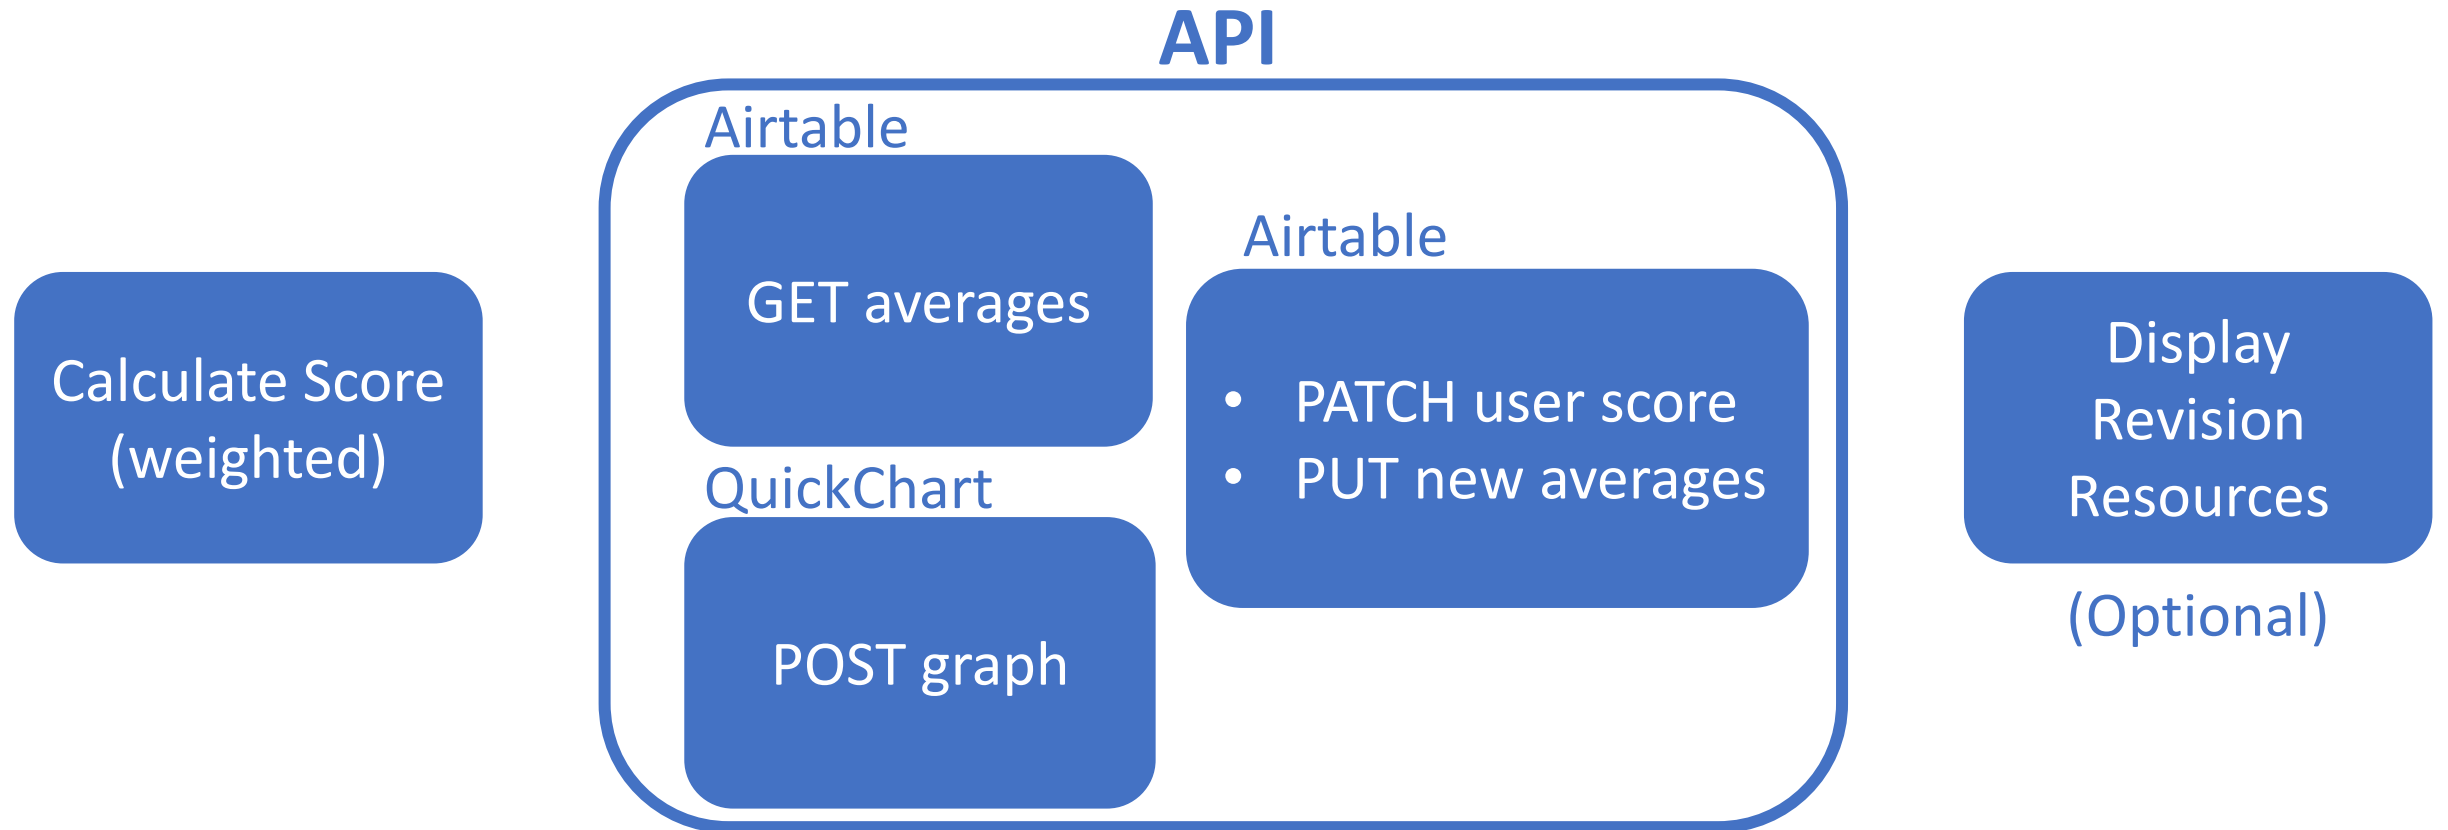 API
Calculate Score
(weighted)
Airtable
GET averages
QuickChart
POST graph
Airtable
• PATCH user score
• PUT new averages
Display
Revision
Resources
(Optional)